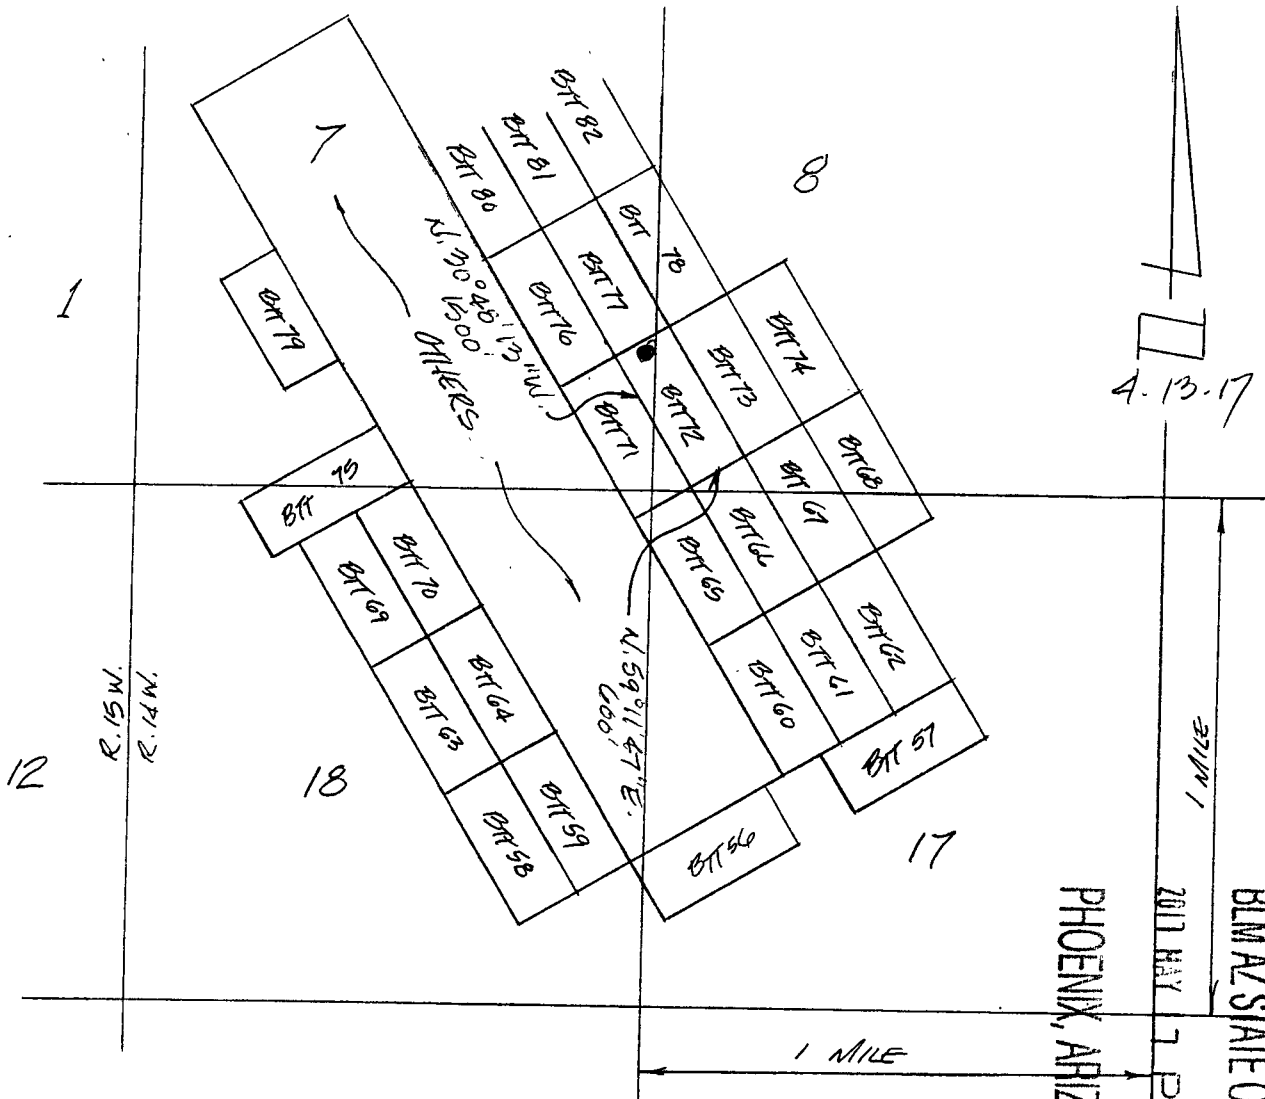 7
8
1
12
18
17
BTT 82
BTT 81
BTT 80
BTT 78
BTT 77
BTT 76
BTT 74
BTT 73
BTT 72
BTT 71
BTT 79
N. 30° 48' 13" W.
1500'
OTHERS
BTT 75
BTT 70
BTT 69
BTT 68
BTT 67
BTT 66
BTT 65
BTT 64
BTT 63
BTT 62
BTT 61
BTT 60
BTT 59
BTT 58
BTT 57
BTT 56
N. 59° 11' 47" E.
600'
R. 15 W.
R. 14 W.
4.13.17
1 MILE
1 MILE
BLM AZ STATE O
2017 MAY
PHOENIX, ARIZ